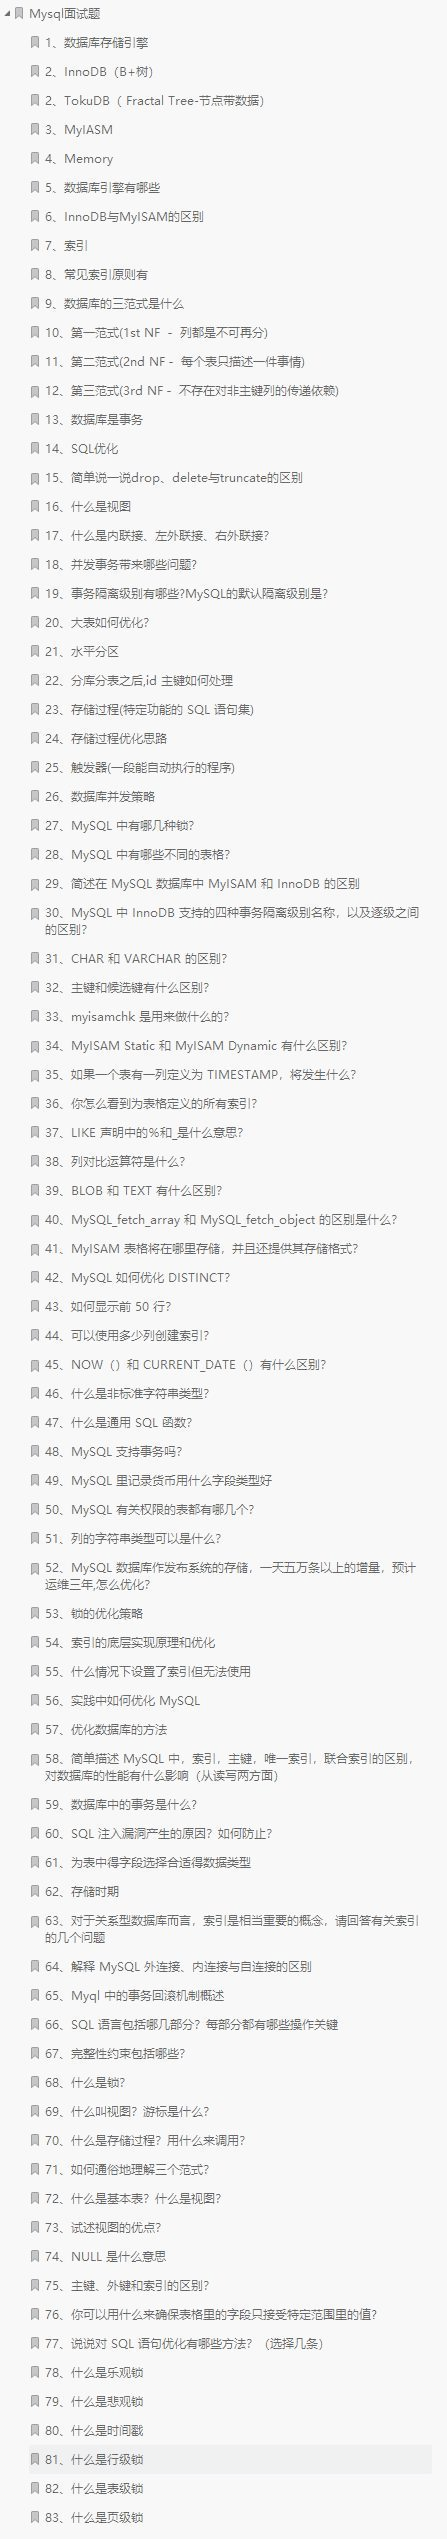 Mysql面试题
1、数据库存储引擎
2、InnoDB（B+树）
2、TokuDB（ Fractal Tree-节点带数据）
3、MyIASM
4、Memory
5、数据库引擎有哪些
6、InnoDB与MyISAM的区别
7、索引
8、常见索引原则有
9、数据库的三范式是什么
10、第一范式(1st NF － 列都是不可再分)
11、第二范式(2nd NF－ 每个表只描述一件事情)
12、第三范式(3rd NF－ 不存在对非主键列的传递依赖)
13、数据库是事务
14、SQL优化
15、简单说一说drop、delete与truncate的区别
16、什么是视图
17、什么是内联接、左外联接、右外联接？
18、并发事务带来哪些问题?
19、事务隔离级别有哪些?MySQL的默认隔离级别是?
20、大表如何优化？
21、水平分区
22、分库分表之后,id 主键如何处理
23、存储过程(特定功能的 SQL 语句集)
24、存储过程优化思路
25、触发器(一段能自动执行的程序)
26、数据库并发策略
27、MySQL 中有哪几种锁？
28、MySQL 中有哪些不同的表格？
29、简述在 MySQL 数据库中 MyISAM 和 InnoDB 的区别
30、MySQL 中 InnoDB 支持的四种事务隔离级别名称，以及逐级之间
的区别？
31、CHAR 和 VARCHAR 的区别？
32、主键和候选键有什么区别？
33、myisamchk 是用来做什么的？
34、MyISAM Static 和 MyISAM Dynamic 有什么区别？
35、如果一个表有一列定义为 TIMESTAMP，将发生什么？
36、你怎么看到为表格定义的所有索引？
37、LIKE 声明中的％和_是什么意思？
38、列对比运算符是什么？
39、BLOB 和 TEXT 有什么区别？
40、MySQL_fetch_array 和 MySQL_fetch_object 的区别是什么？
41、MyISAM 表格将在哪里存储，并且还提供其存储格式？
42、MySQL 如何优化 DISTINCT？
43、如何显示前 50 行？
44、可以使用多少列创建索引？
45、NOW（）和 CURRENT_DATE（）有什么区别？
46、什么是非标准字符串类型？
47、什么是通用 SQL 函数？
48、MySQL 支持事务吗？
49、MySQL 里记录货币用什么字段类型好
50、MySQL 有关权限的表都有哪几个？
51、列的字符串类型可以是什么？
52、MySQL 数据库作发布系统的存储，一天五万条以上的增量，预计
运维三年,怎么优化？
53、锁的优化策略
54、索引的底层实现原理和优化
55、什么情况下设置了索引但无法使用
56、实践中如何优化 MySQL
57、优化数据库的方法
58、简单描述 MySQL 中，索引，主键，唯一索引，联合索引的区别，
对数据库的性能有什么影响（从读写两方面）
59、数据库中的事务是什么?
60、SQL 注入漏洞产生的原因？如何防止？
61、为表中得字段选择合适得数据类型
62、存储时期
63、对于关系型数据库而言，索引是相当重要的概念，请回答有关索引
的几个问题
64、解释 MySQL 外连接、内连接与自连接的区别
65、Myql 中的事务回滚机制概述
66、SQL 语言包括哪几部分？每部分都有哪些操作关键
67、完整性约束包括哪些？
68、什么是锁？
69、什么叫视图？游标是什么？
70、什么是存储过程？用什么来调用？
71、如何通俗地理解三个范式？
72、什么是基本表？什么是视图？
73、试述视图的优点？
74、NULL 是什么意思
75、主键、外键和索引的区别？
76、你可以用什么来确保表格里的字段只接受特定范围里的值?
77、说说对 SQL 语句优化有哪些方法？（选择几条）
78、什么是乐观锁
79、什么是悲观锁
80、什么是时间戳
81、什么是行级锁
82、什么是表级锁
83、什么是页级锁